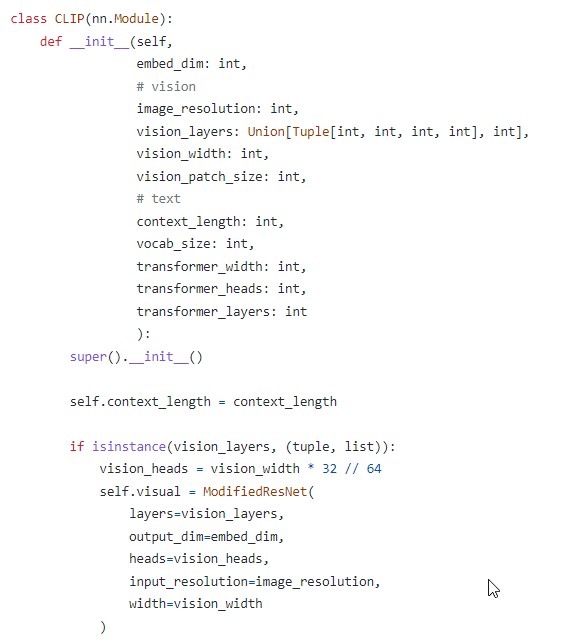 class CLIP(nn.Module):
    def __init__(self,
                 embed_dim: int,
                 # vision
                 image_resolution: int,
                 vision_layers: Union[Tuple[int, int, int, int], int],
                 vision_width: int,
                 vision_patch_size: int,
                 # text
                 context_length: int,
                 vocab_size: int,
                 transformer_width: int,
                 transformer_heads: int,
                 transformer_layers: int
                 ):
        super().__init__()

        self.context_length = context_length

        if isinstance(vision_layers, (tuple, list)):
            vision_heads = vision_width * 32 // 64
            self.visual = ModifiedResNet(
                layers=vision_layers,
                output_dim=embed_dim,
                heads=vision_heads,
                input_resolution=image_resolution,
                width=vision_width
            )